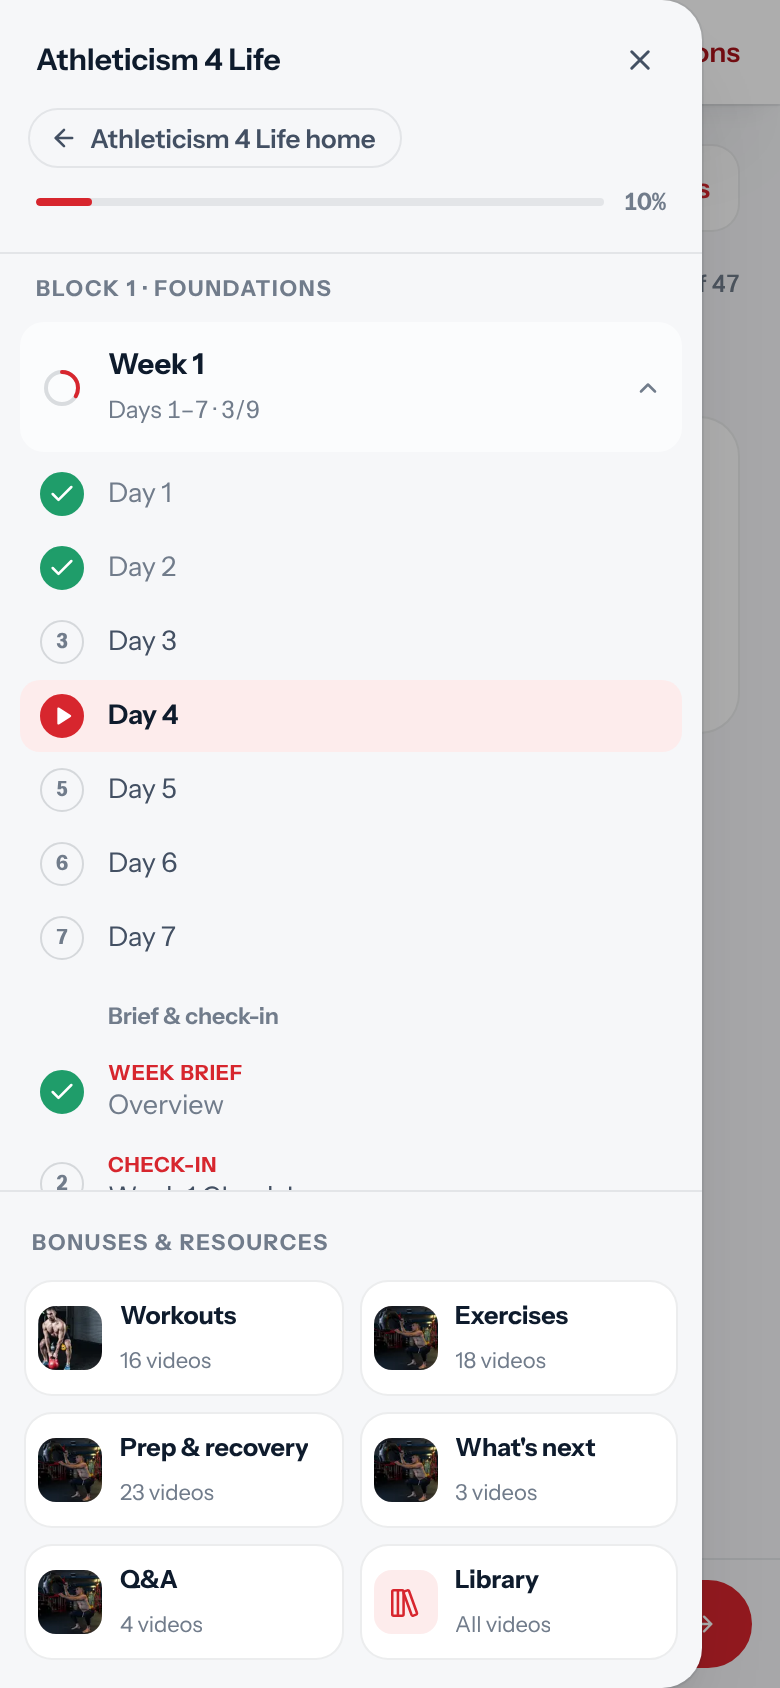 Athleticism 4 Life
ons
Athleticism 4 Life home
10%
s
f 47
BLOCK 1 · FOUNDATIONS
Week 1
Days 1–7 · 3/9
Day 1
Day 2
3 Day 3
Day 4
5 Day 5
6 Day 6
7 Day 7
Brief & check-in
WEEK BRIEF
Overview
CHECK-IN
2
BONUSES & RESOURCES
Workouts
16 videos
Exercises
18 videos
Prep & recovery
23 videos
What's next
3 videos
Q&A
4 videos
Library
All videos